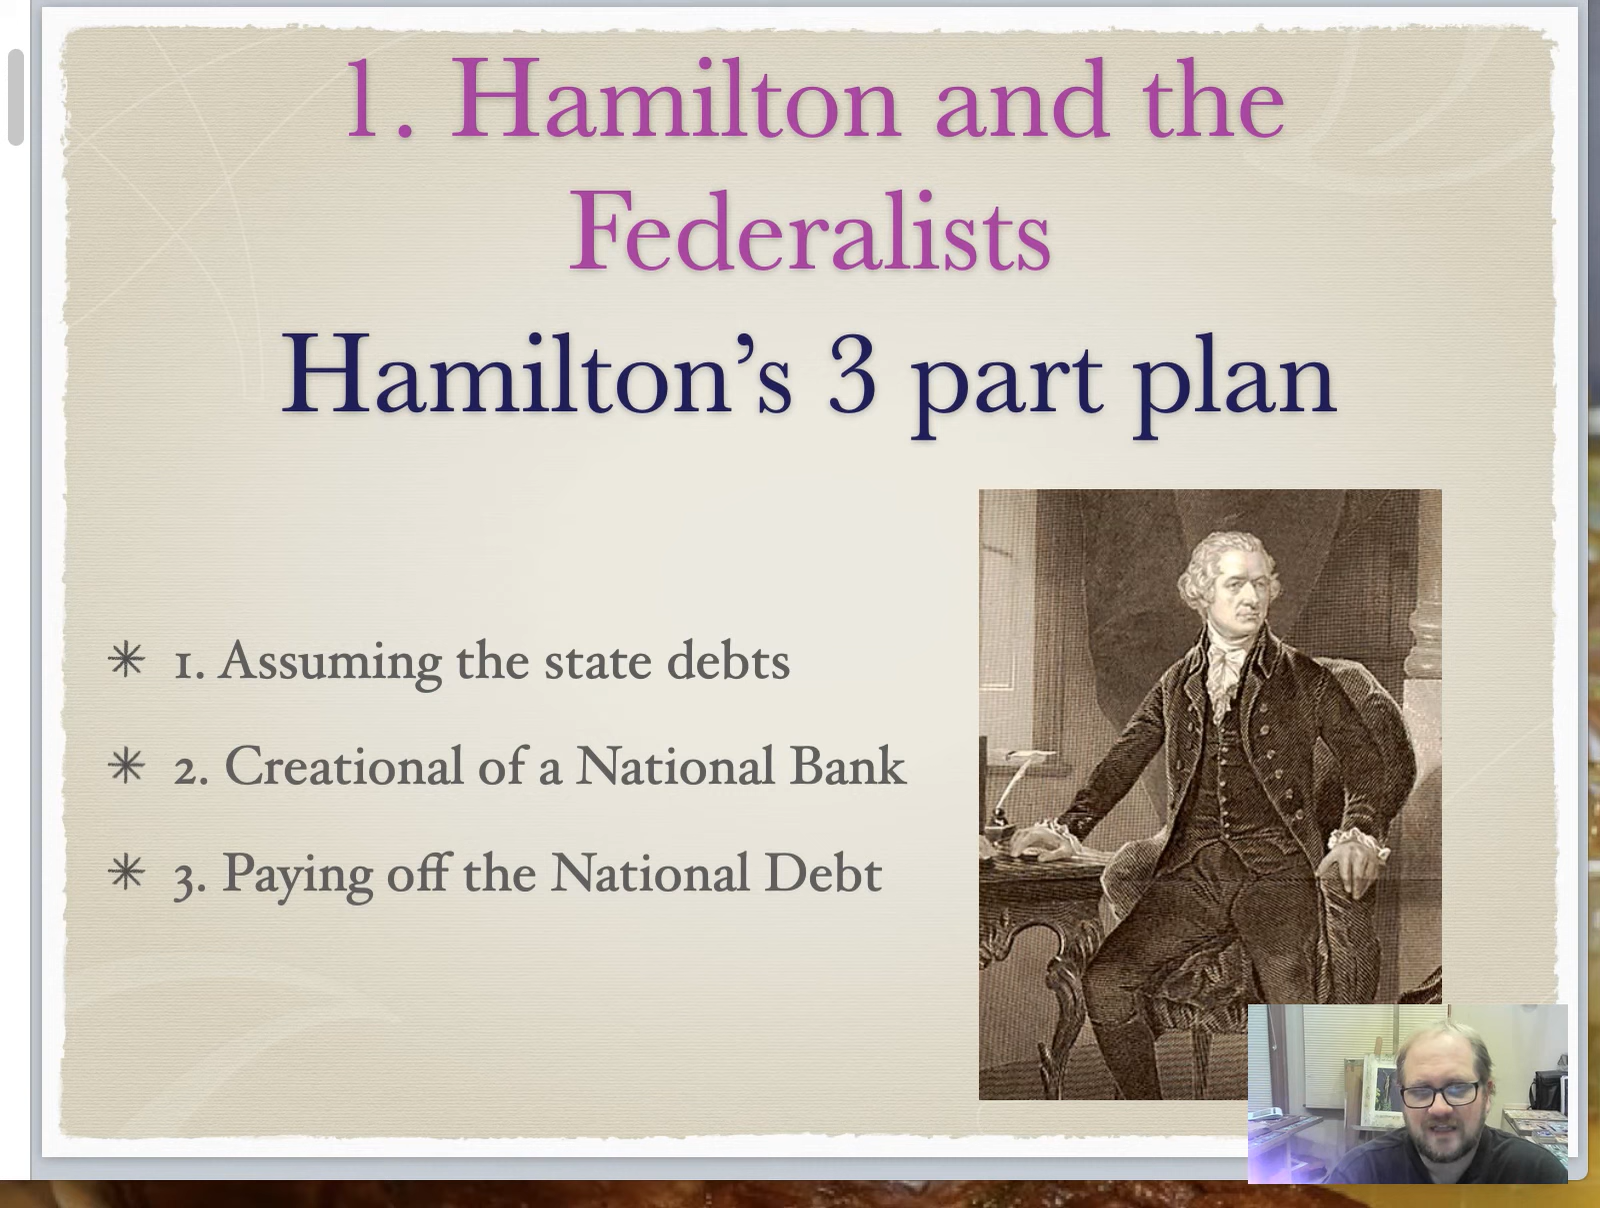 1. Hamilton and the
Federalists
Hamilton’s 3 part plan
✳ 1. Assuming the state debts
✳ 2. Creational of a National Bank
✳ 3. Paying off the National Debt